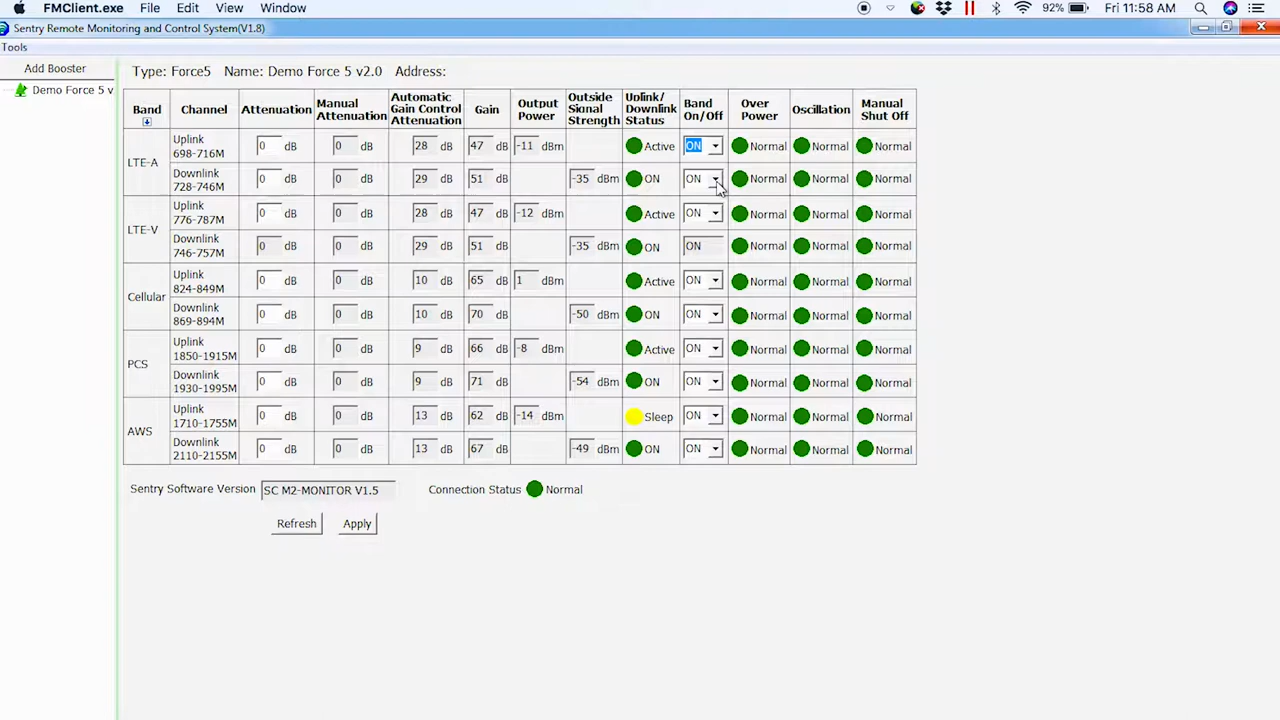 FMClient.exe File Edit View Window 92% Fri 11:58 AM
Sentry Remote Monitoring and Control System(V1.8)
Tools
Add Booster
Demo Force 5 v
Type: Force5 Name: Demo Force 5 v2.0 Address:
Band Channel Attenuation Manual Attenuation Automatic Gain Control Attenuation Gain Output Power Outside Signal Strength Uplink/Downlink Status Band On/Off Over Power Oscillation Manual Shut Off
LTE-A
Uplink 698-716M 0 dB 0 dB 28 dB 47 dB -11 dBm Active ON Normal Normal Normal
Downlink 728-746M 0 dB 0 dB 29 dB 51 dB -35 dBm ON ON Normal Normal Normal
LTE-V
Uplink 776-787M 0 dB 0 dB 28 dB 47 dB -12 dBm Active ON Normal Normal Normal
Downlink 746-757M 0 dB 0 dB 29 dB 51 dB -35 dBm ON ON Normal Normal Normal
Cellular
Uplink 824-849M 0 dB 0 dB 10 dB 65 dB 1 dBm Active ON Normal Normal Normal
Downlink 869-894M 0 dB 0 dB 10 dB 70 dB -50 dBm ON ON Normal Normal Normal
PCS
Uplink 1850-1915M 0 dB 0 dB 9 dB 66 dB -8 dBm Active ON Normal Normal Normal
Downlink 1930-1995M 0 dB 0 dB 9 dB 71 dB -54 dBm ON ON Normal Normal Normal
AWS
Uplink 1710-1755M 0 dB 0 dB 13 dB 62 dB -14 dBm Sleep ON Normal Normal Normal
Downlink 2110-2155M 0 dB 0 dB 13 dB 67 dB -49 dBm ON ON Normal Normal Normal
Sentry Software Version SC M2-MONITOR V1.5 Connection Status Normal
Refresh Apply